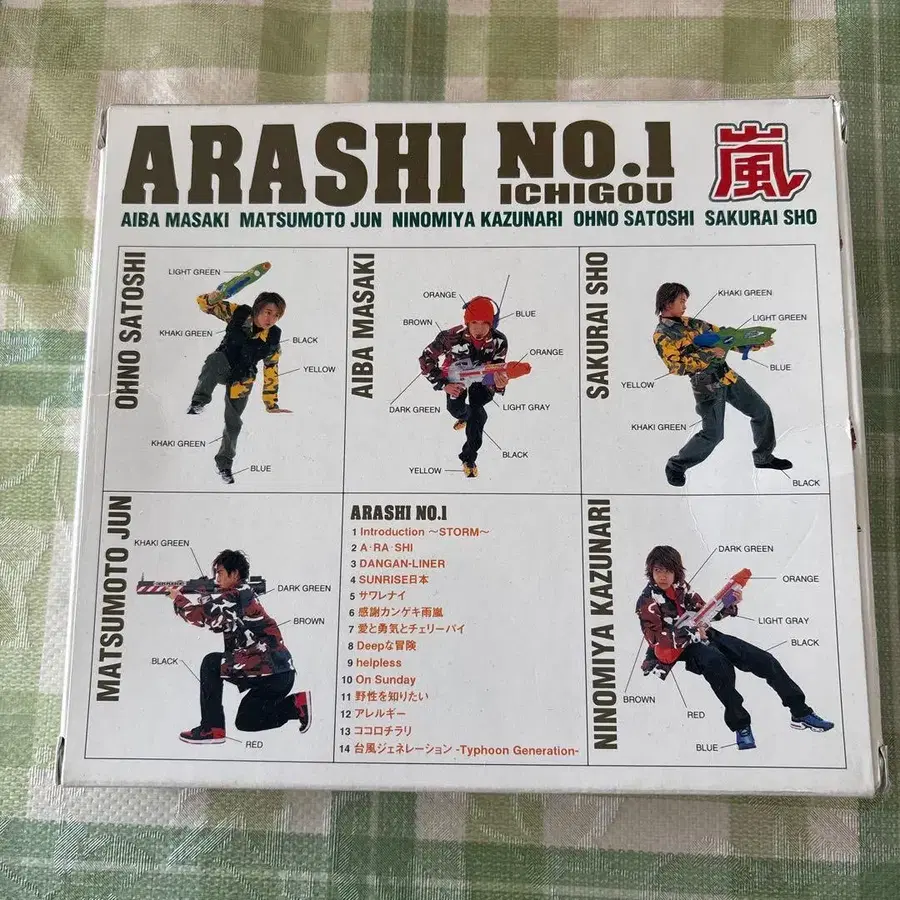 ARASHI NO.1
ICHIGOU
嵐
AIBA MASAKI MATSUMOTO JUN NINOMIYA KAZUNARI OHNO SATOSHI SAKURAI SHO
OHNO SATOSHI
LIGHT GREEN
KHAKI GREEN
BLACK
YELLOW
KHAKI GREEN
BLUE
AIBA MASAKI
ORANGE
BLUE
BROWN
ORANGE
DARK GREEN
LIGHT GRAY
BLACK
YELLOW
SAKURAI SHO
KHAKI GREEN
LIGHT GREEN
BLUE
YELLOW
KHAKI GREEN
BLACK
MATSUMOTO JUN
KHAKI GREEN
DARK GREEN
BROWN
BLACK
RED
ARASHI NO.1
1 Introduction 〜STORM〜
2 A・RA・SHI
3 DANGAN-LINER
4 SUNRISE日本
5 サワレナイ
6 感謝カンゲキ雨嵐
7 愛と勇気とチェリーパイ
8 Deepな冒険
9 helpless
10 On Sunday
11 野性を知りたい
12 アレルギー
13 ココロチラリ
14 台風ジェネレーション -Typhoon Generation-
NINOMIYA KAZUNARI
DARK GREEN
ORANGE
LIGHT GRAY
BLACK
BROWN
RED
BLUE